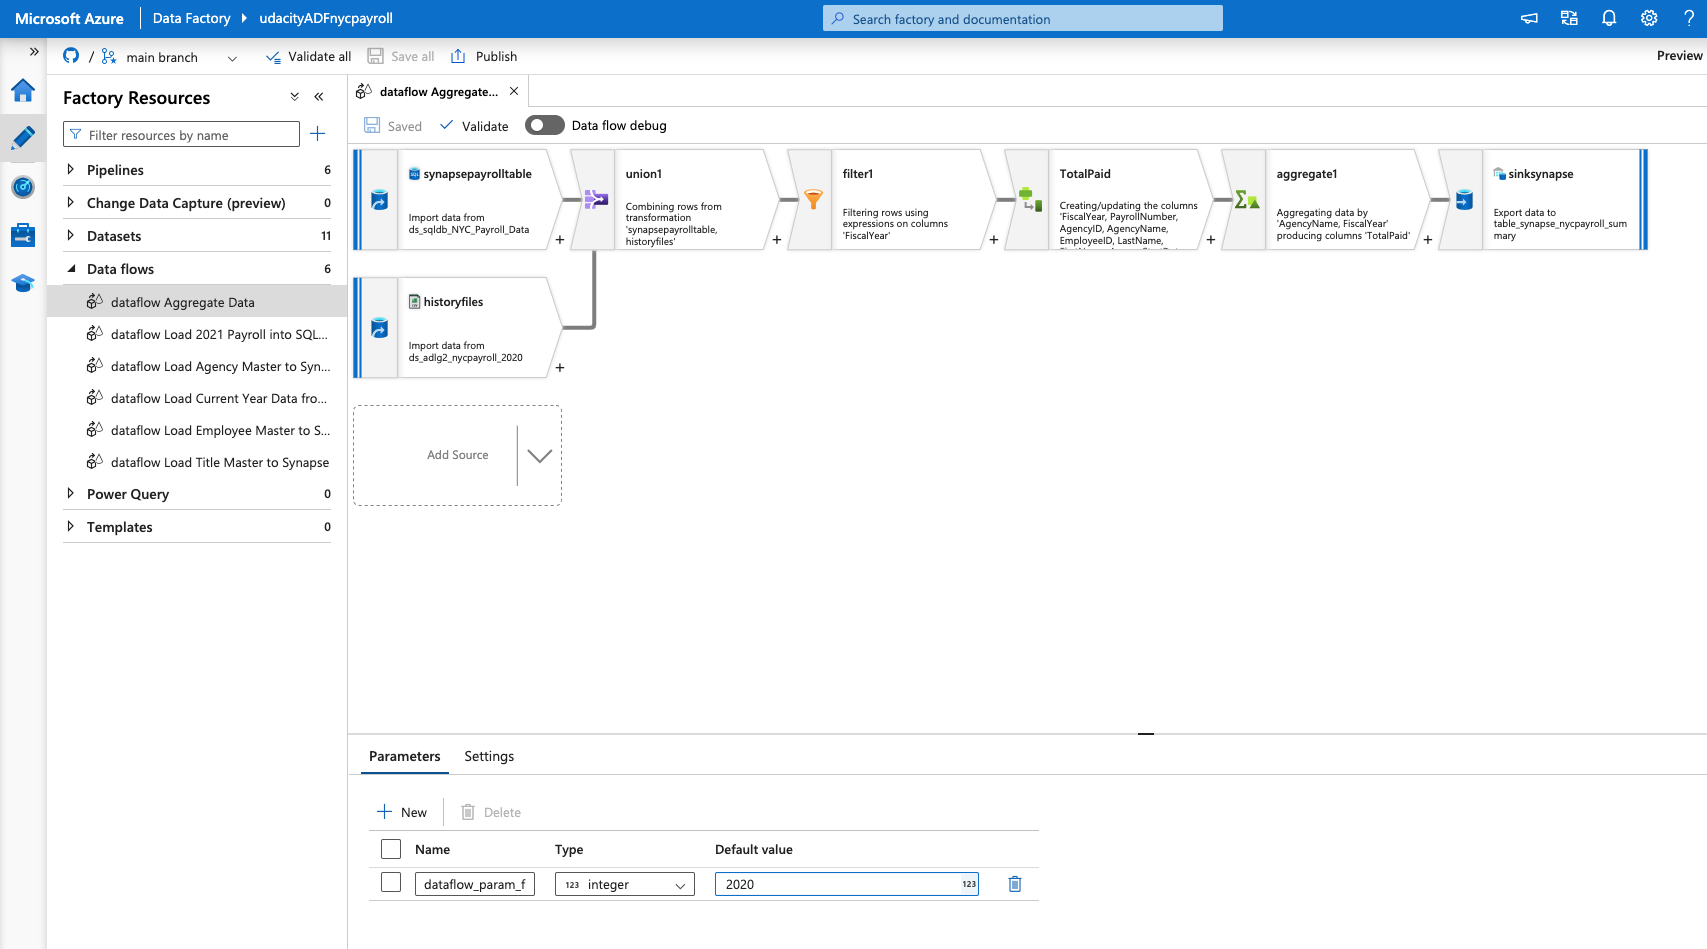 Microsoft Azure
Data Factory
udacityADFnycpayroll
Search factory and documentation
/ main branch
Validate all
Save all
Publish
Preview
Factory Resources
Filter resources by name
Pipelines 6
Change Data Capture (preview) 0
Datasets 11
Data flows 6
dataflow Aggregate Data
dataflow Load 2021 Payroll into SQL...
dataflow Load Agency Master to Syn...
dataflow Load Current Year Data fro...
dataflow Load Employee Master to S...
dataflow Load Title Master to Synapse
Power Query 0
Templates 0
dataflow Aggregate...
Saved
Validate
Data flow debug
synapsepayrolltable
Import data from
ds_sqldb_NYC_Payroll_Data
+
union1
Combining rows from
transformation
'synapsepayrolltable,
historyfiles'
+
filter1
Filtering rows using
expressions on columns
'FiscalYear'
+
TotalPaid
Creating/updating the columns
'FiscalYear, PayrollNumber,
AgencyID, AgencyName,
EmployeeID, LastName,
+
aggregate1
Aggregating data by
'AgencyName, FiscalYear'
producing columns 'TotalPaid'
+
sinksynapse
Export data to
table_synapse_nycpayroll_sum
mary
historyfiles
Import data from
ds_adlg2_nycpayroll_2020
+
Add Source
Parameters
Settings
New
Delete
Name Type Default value
dataflow_param_f 123 integer 2020 123